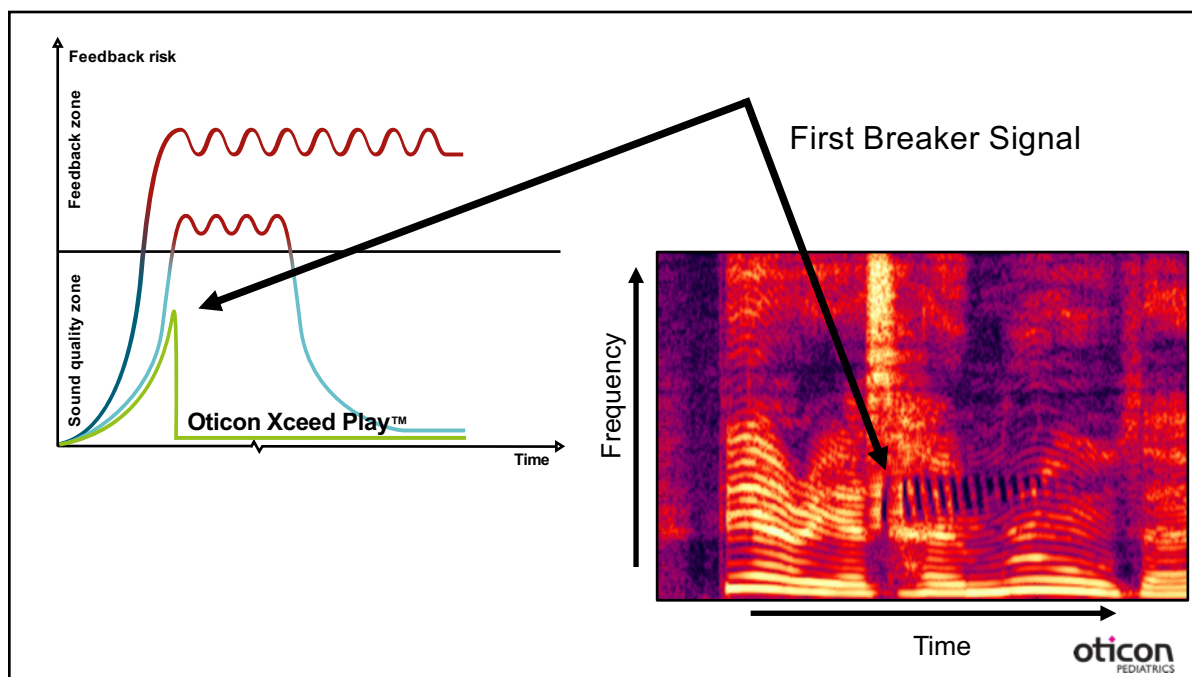 Feedback risk
Feedback zone
Sound quality zone
Oticon Xceed Play™
Time
First Breaker Signal
Frequency
Time
oticon
PEDIATRICS